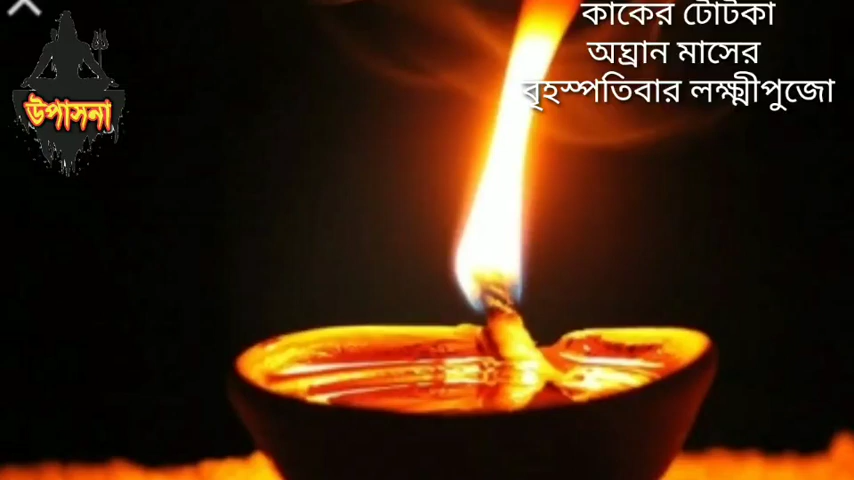 কাকের টোটকা
অঘ্রান মাসের
বৃহস্পতিবার লক্ষ্মীপুজো
উপাসনা